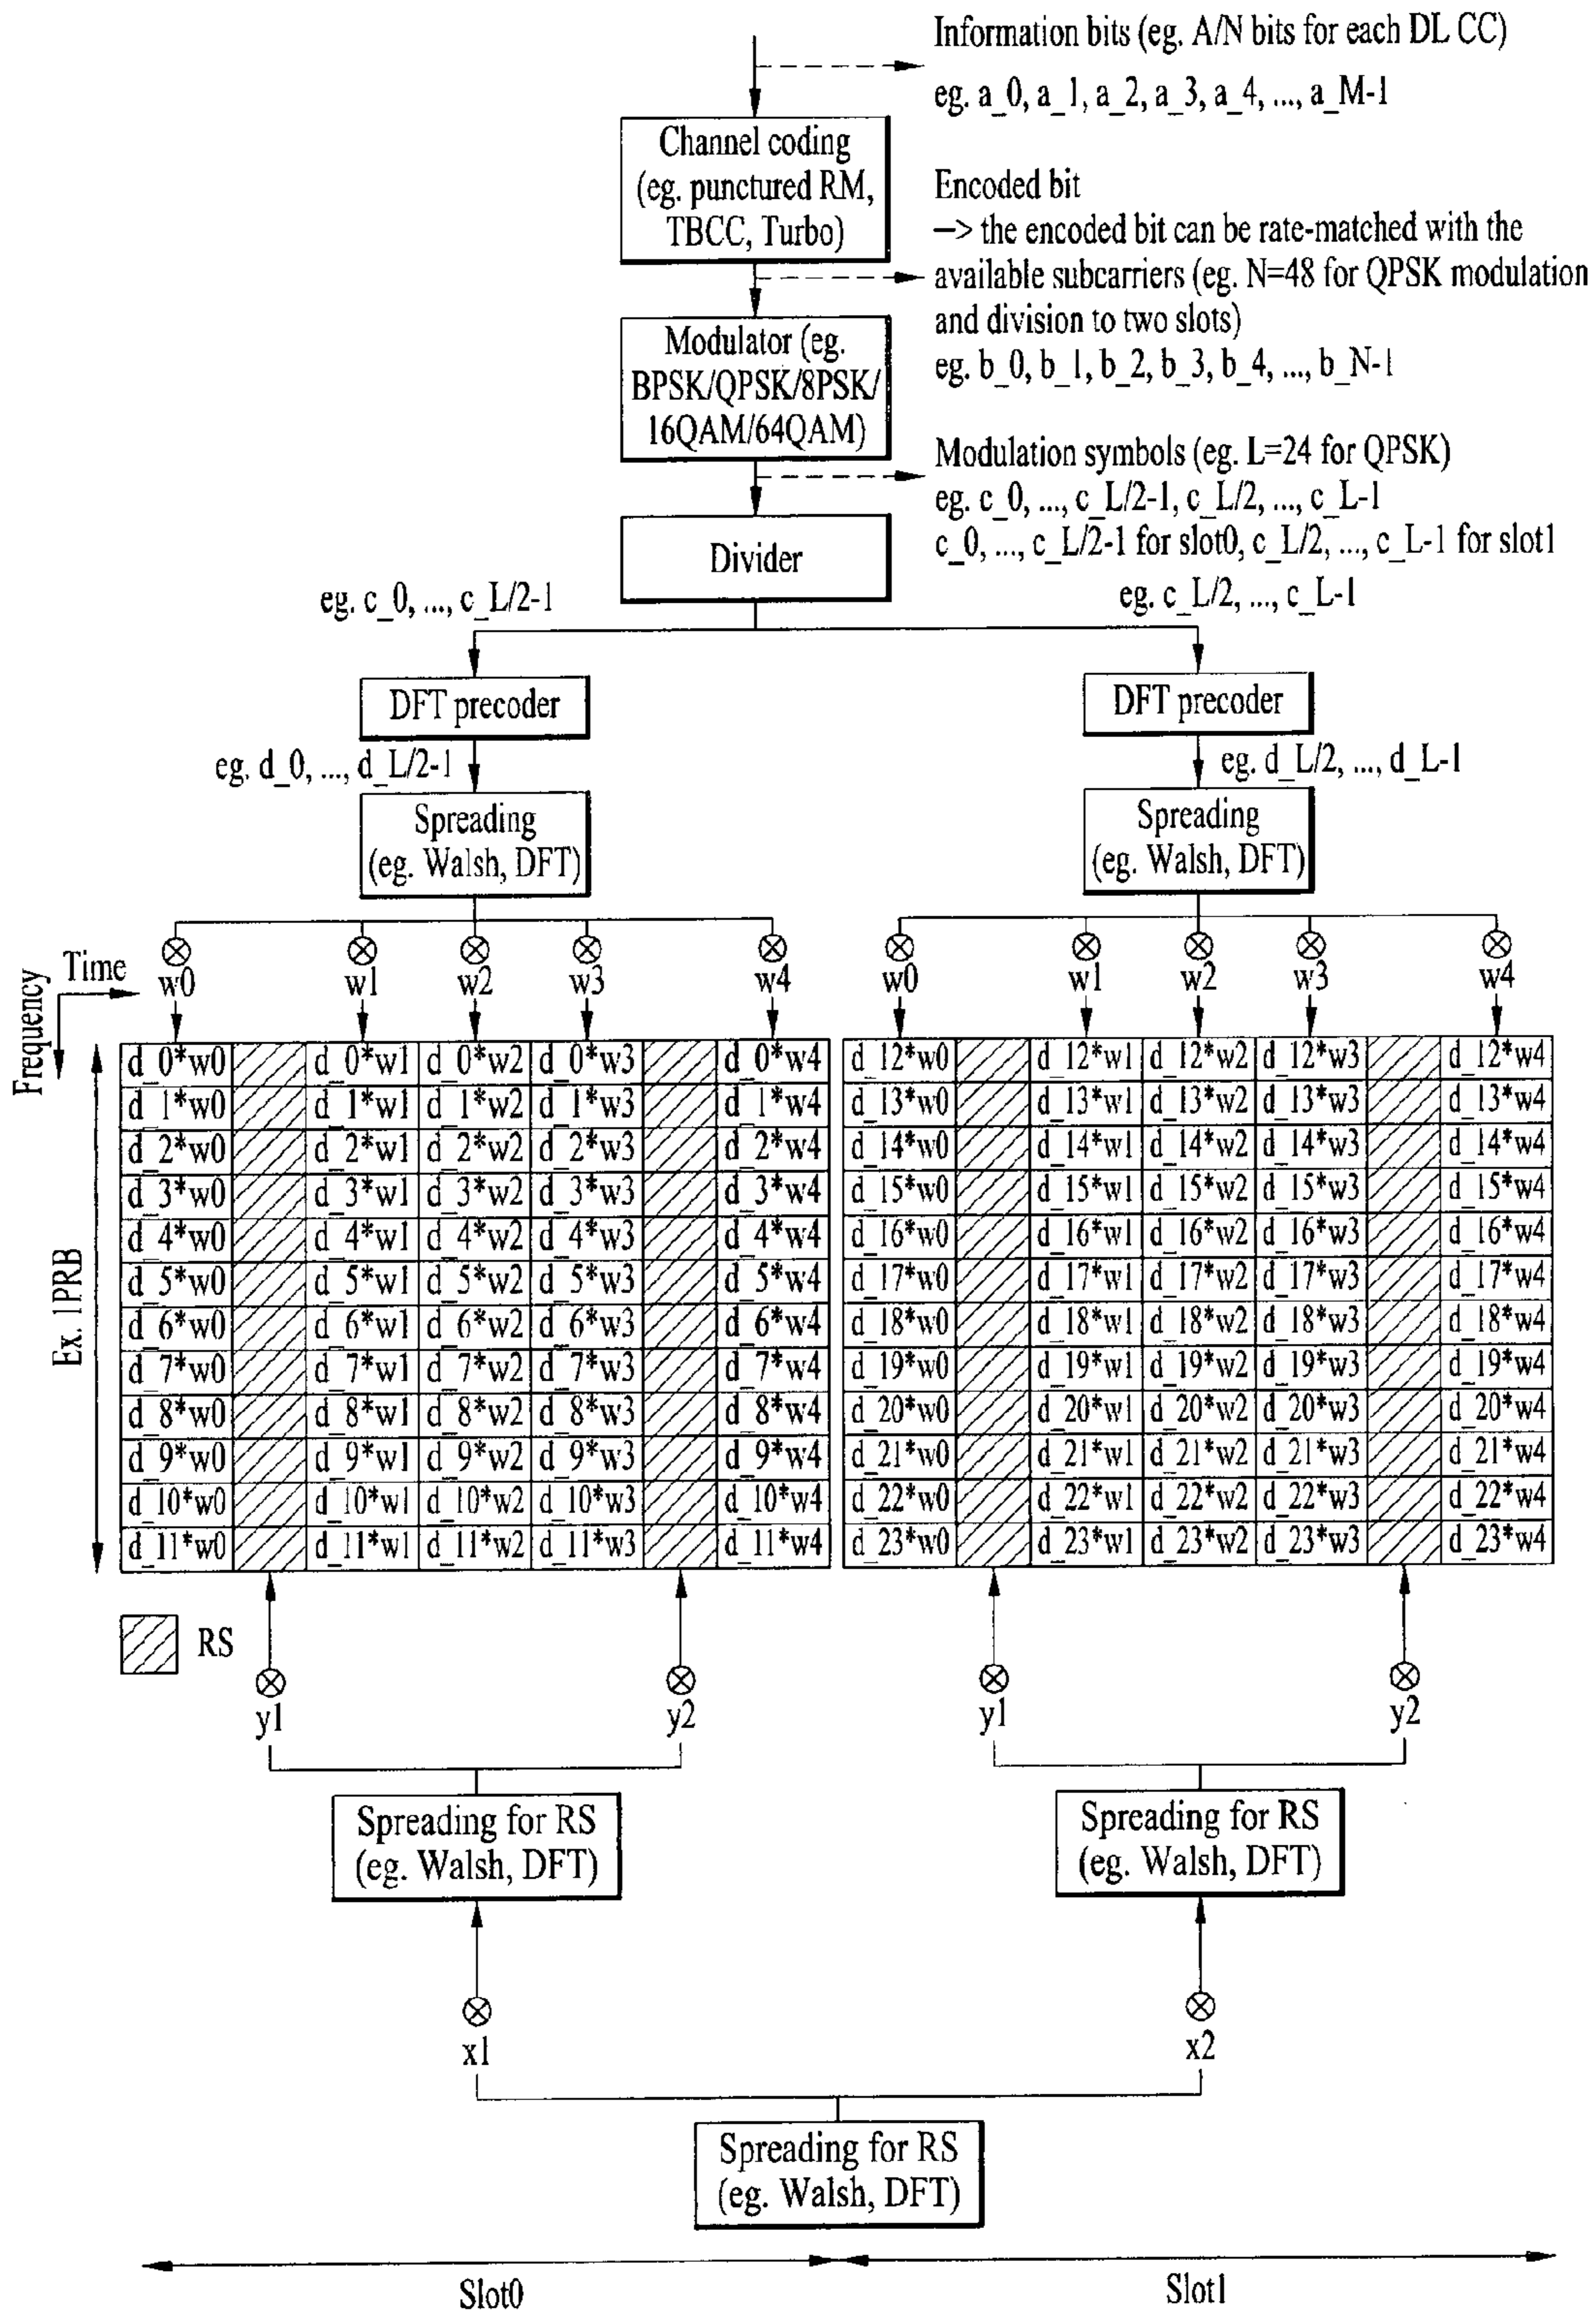 Information bits (eg. A/N bits for each DL CC)
eg. a_0, a_1, a_2, a_3, a_4, ..., a_M-1
Channel coding
(eg. punctured RM,
TBCC, Turbo)
Encoded bit
–> the encoded bit can be rate-matched with the
available subcarriers (eg. N=48 for QPSK modulation
and division to two slots)
eg. b_0, b_1, b_2, b_3, b_4, ..., b_N-1
Modulator (eg.
BPSK/QPSK/8PSK/
16QAM/64QAM)
Modulation symbols (eg. L=24 for QPSK)
eg. c_0, ..., c_L/2-1, c_L/2, ..., c_L-1
c_0, ..., c_L/2-1 for slot0, c_L/2, ..., c_L-1 for slot1
Divider
eg. c_0, ..., c_L/2-1
eg. c_L/2, ..., c_L-1
DFT precoder
DFT precoder
eg. d_0, ..., d_L/2-1
eg. d_L/2, ..., d_L-1
Spreading
(eg. Walsh, DFT)
Spreading
(eg. Walsh, DFT)
Time
Frequency
w0 w1 w2 w3 w4 w0 w1 w2 w3 w4
d_0*w0 d_0*w1 d_0*w2 d_0*w3 d_0*w4 d_12*w0 d_12*w1 d_12*w2 d_12*w3 d_12*w4
d_1*w0 d_1*w1 d_1*w2 d_1*w3 d_1*w4 d_13*w0 d_13*w1 d_13*w2 d_13*w3 d_13*w4
d_2*w0 d_2*w1 d_2*w2 d_2*w3 d_2*w4 d_14*w0 d_14*w1 d_14*w2 d_14*w3 d_14*w4
d_3*w0 d_3*w1 d_3*w2 d_3*w3 d_3*w4 d_15*w0 d_15*w1 d_15*w2 d_15*w3 d_15*w4
d_4*w0 d_4*w1 d_4*w2 d_4*w3 d_4*w4 d_16*w0 d_16*w1 d_16*w2 d_16*w3 d_16*w4
d_5*w0 d_5*w1 d_5*w2 d_5*w3 d_5*w4 d_17*w0 d_17*w1 d_17*w2 d_17*w3 d_17*w4
d_6*w0 d_6*w1 d_6*w2 d_6*w3 d_6*w4 d_18*w0 d_18*w1 d_18*w2 d_18*w3 d_18*w4
d_7*w0 d_7*w1 d_7*w2 d_7*w3 d_7*w4 d_19*w0 d_19*w1 d_19*w2 d_19*w3 d_19*w4
d_8*w0 d_8*w1 d_8*w2 d_8*w3 d_8*w4 d_20*w0 d_20*w1 d_20*w2 d_20*w3 d_20*w4
d_9*w0 d_9*w1 d_9*w2 d_9*w3 d_9*w4 d_21*w0 d_21*w1 d_21*w2 d_21*w3 d_21*w4
d_10*w0 d_10*w1 d_10*w2 d_10*w3 d_10*w4 d_22*w0 d_22*w1 d_22*w2 d_22*w3 d_22*w4
d_11*w0 d_11*w1 d_11*w2 d_11*w3 d_11*w4 d_23*w0 d_23*w1 d_23*w2 d_23*w3 d_23*w4
Ex. 1PRB
RS
y1 y2 y1 y2
Spreading for RS
(eg. Walsh, DFT)
Spreading for RS
(eg. Walsh, DFT)
x1 x2
Spreading for RS
(eg. Walsh, DFT)
Slot0 Slot1